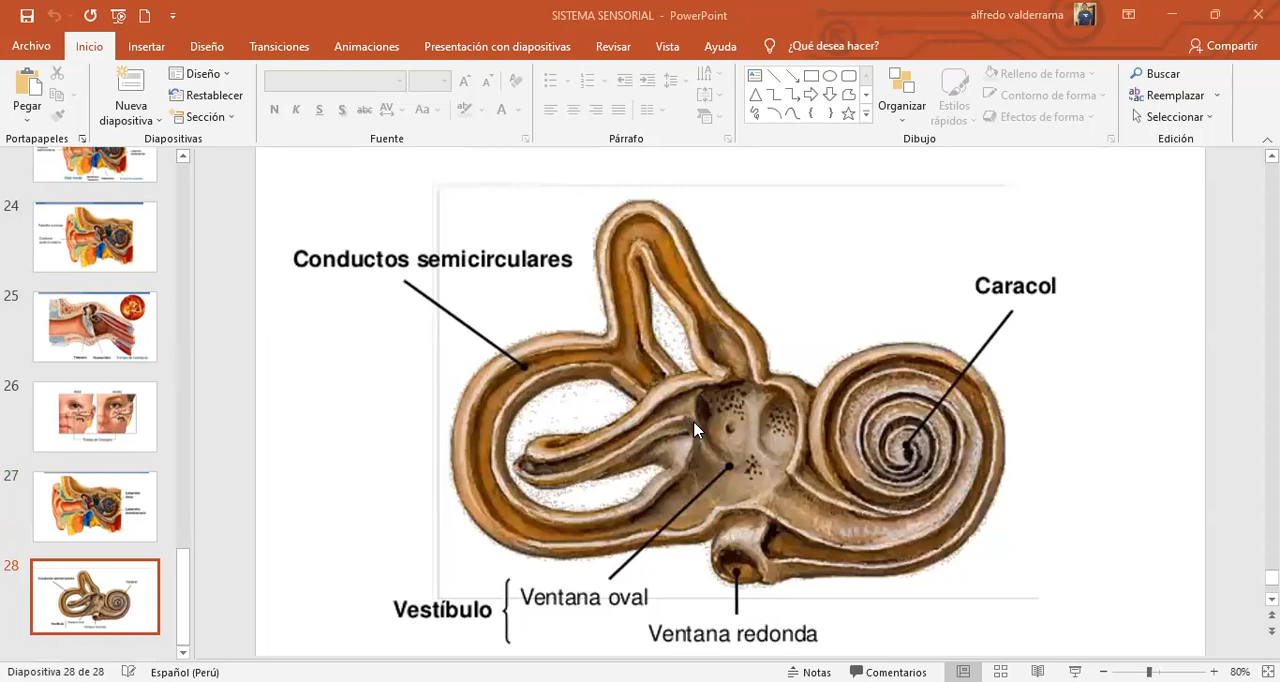 SISTEMA SENSORIAL - PowerPoint
alfredo valderrama
Archivo
Inicio
Insertar
Diseño
Transiciones
Animaciones
Presentación con diapositivas
Revisar
Vista
Ayuda
¿Qué desea hacer?
Compartir
Pegar
Portapapeles
Nueva
diapositiva
Diseño
Restablecer
Sección
Diapositivas
N K S S abc AV Aa A
Fuente
Párrafo
Organizar
Estilos
rápidos
Relleno de forma
Contorno de forma
Efectos de forma
Dibujo
Buscar
Reemplazar
Seleccionar
Edición
24
25
26
27
28
Conductos semicirculares
Caracol
Vestíbulo
Ventana oval
Ventana redonda
Diapositiva 28 de 28
Español (Perú)
Notas
Comentarios
80%